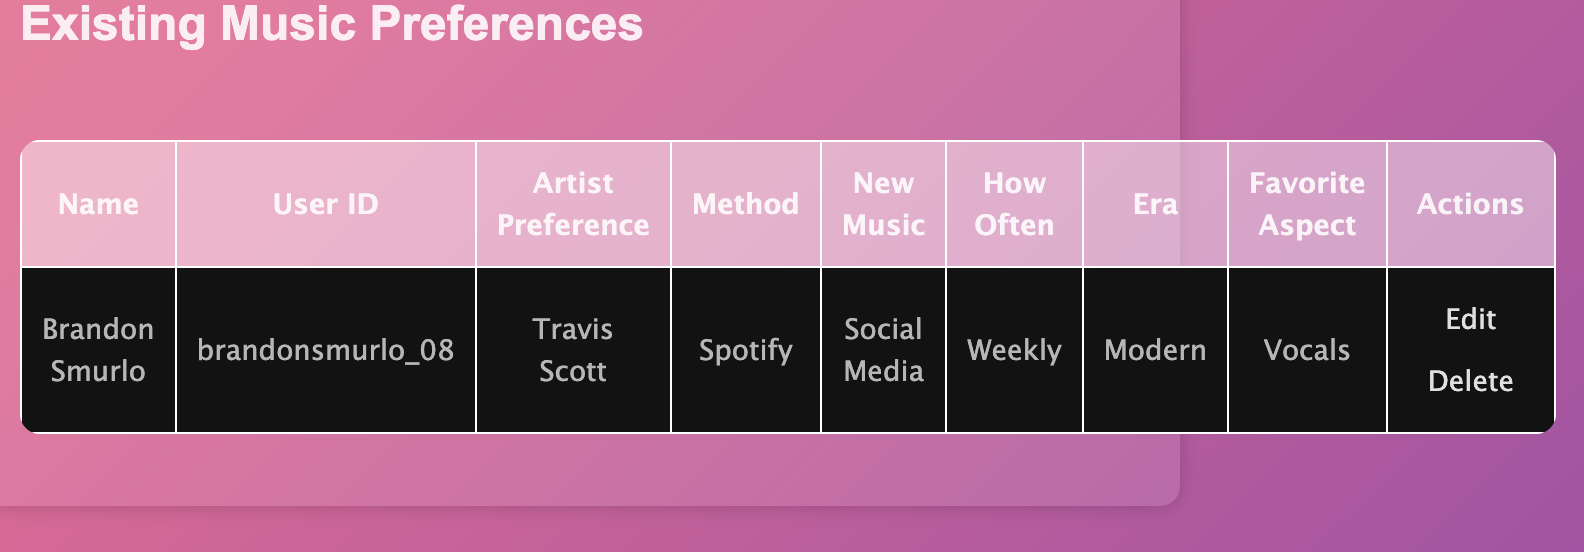 Existing Music Preferences
Name
User ID
Artist
Preference
Method
New
Music
How
Often
Era
Favorite
Aspect
Actions
Brandon
Smurlo
brandonsmurlo_08
Travis
Scott
Spotify
Social
Media
Weekly
Modern
Vocals
Edit
Delete